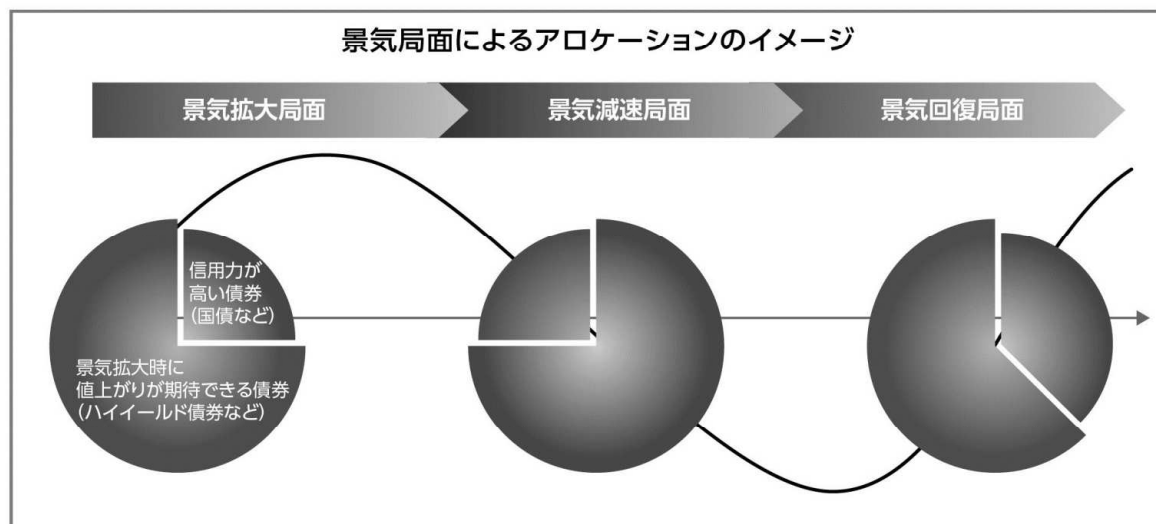 景気局面によるアロケーションのイメージ
景気拡大局面
景気減速局面
景気回復局面
信用力が
高い債券
(国債など)
景気拡大時に
値上がりが期待できる債券
(ハイイールド債券など)